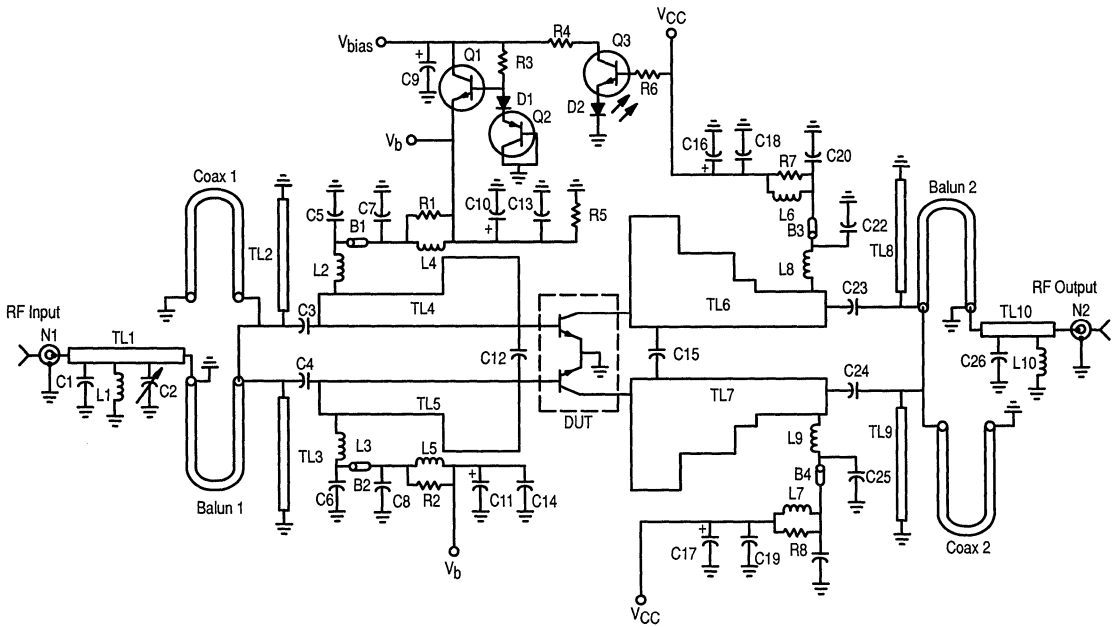 VCC
Vbias
R4
Q3
+
C9
Q1
R3
R6
D1
D2
Q2
Vb
C16
C18
R7
C20
+
Coax 1
Balun 2
C5
C7
R1
C10
C13
R5
L6
B3
C22
+
B1
L4
TL2
L2
L8
TL8
C23
RF Input
N1
TL1
C3
TL4
TL6
RF Output
TL10
N2
C12
C15
C1
L1
C2
C4
C24
C26
L10
TL5
DUT
TL7
TL3
L3
L5
L9
TL9
B4
C25
B2
+
C6
C8
R2
C11
C14
L7
Balun 1
+
C17
C19
R8
Coax 2
Vb
VCC